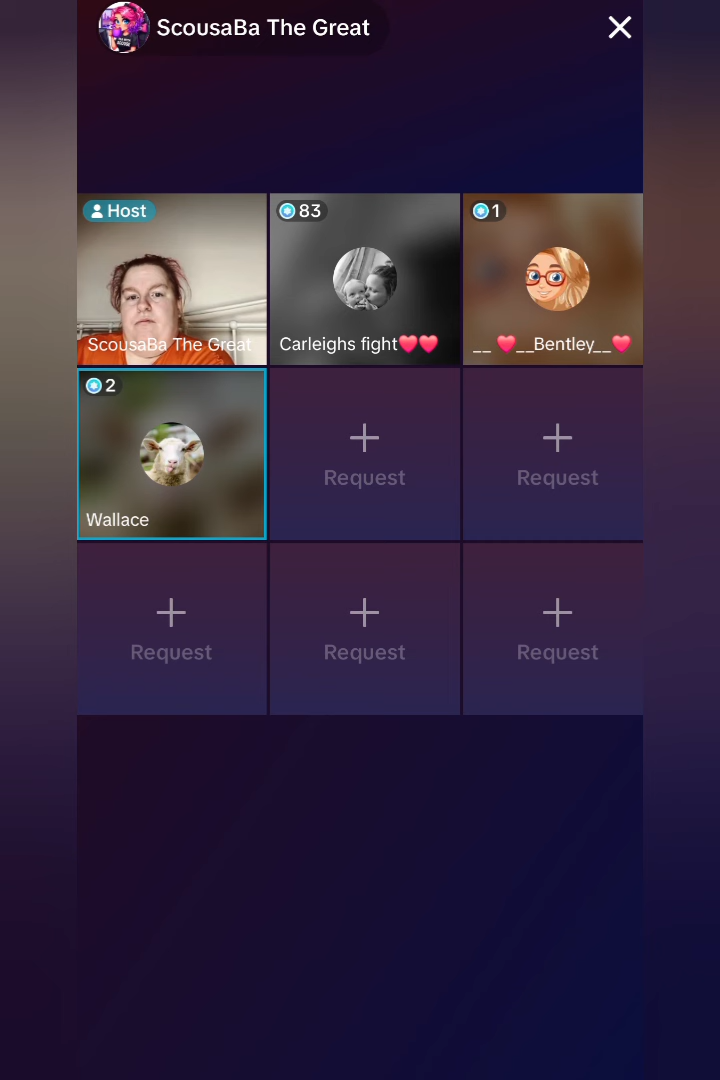 ScousaBa The Great
Host
83
1
ScousaBa The Great
Carleighs fight❤️❤️
__ ❤️__Bentley__❤️
2
Wallace
Request
Request
Request
Request
Request